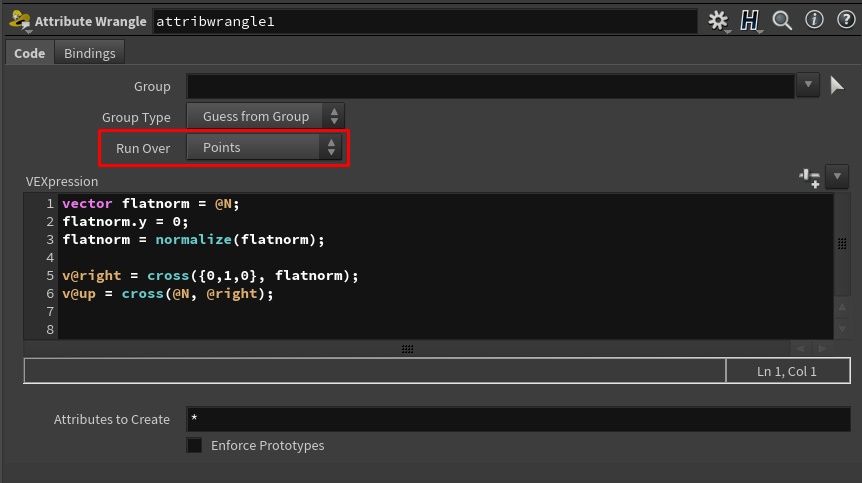 Attribute Wrangle attribwrangle1
Code Bindings
Group
Group Type Guess from Group
Run Over Points
VEXpression
1 vector flatnorm = @N;
2 flatnorm.y = 0;
3 flatnorm = normalize(flatnorm);
4
5 v@right = cross({0,1,0}, flatnorm);
6 v@up = cross(@N, @right);
7
8
Ln 1, Col 1
Attributes to Create *
Enforce Prototypes